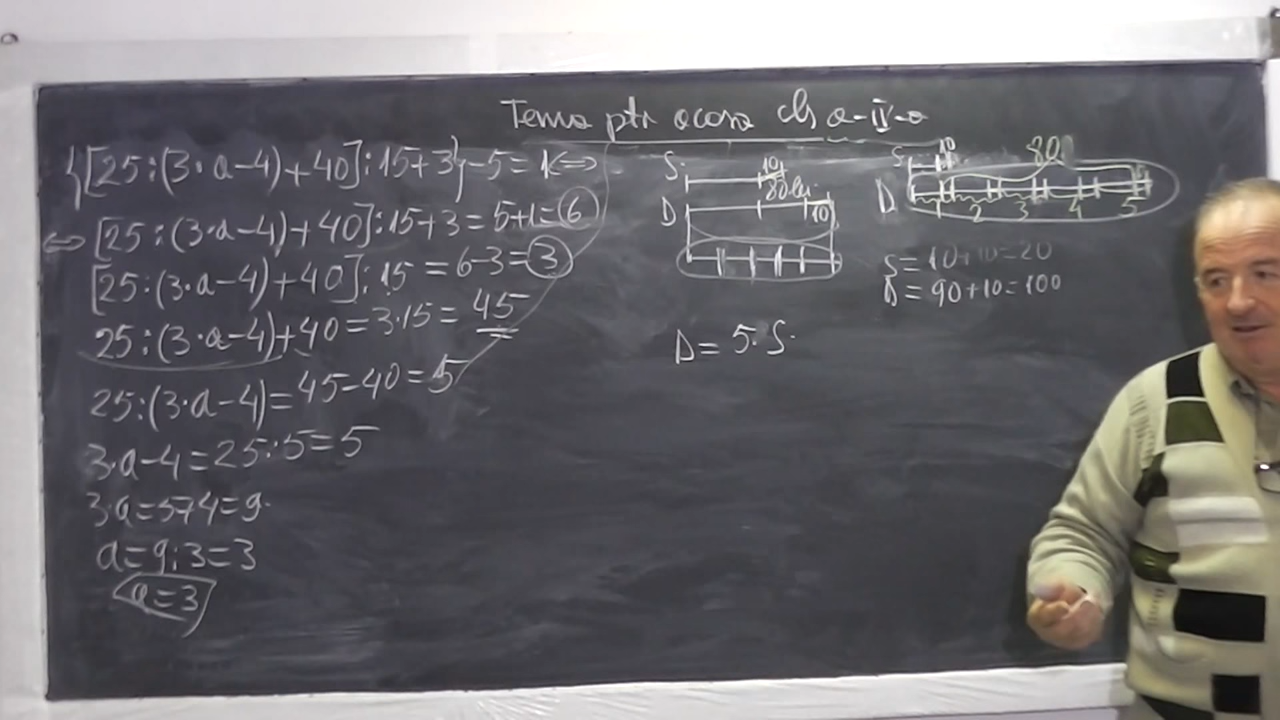 Tema ptr acasa cls a-IV-a
{[25:(3·a-4)+40]:15+3}-5=1<=>
<=> [25:(3·a-4)+40]:15+3=5+1=6
[25:(3·a-4)+40]:15=6-3=3
25:(3·a-4)+40=3·15=45
25:(3·a-4)=45-40=5
3·a-4=25:5=5
3·a=5+4=9
a=9:3=3
a=3
S. 10
80 lei
D 10
D=5·S.
S. 10
80
D
1 2 3 4 5
S=10+10=20
D=90+10=100